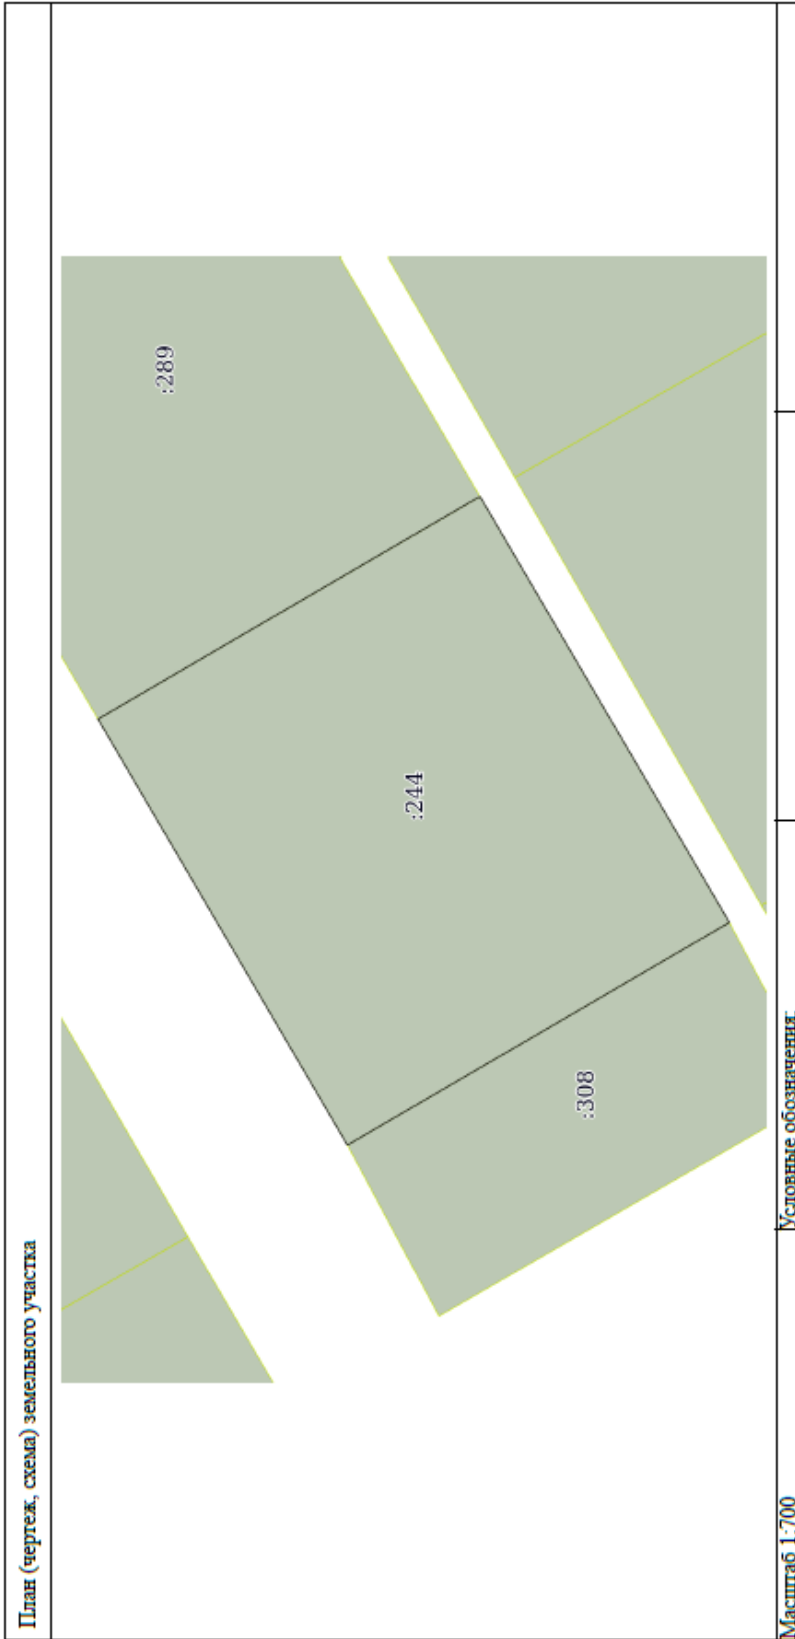 План (чертеж, схема) земельного участка
:289
:244
:308
Масштаб 1:700
Условные обозначения: